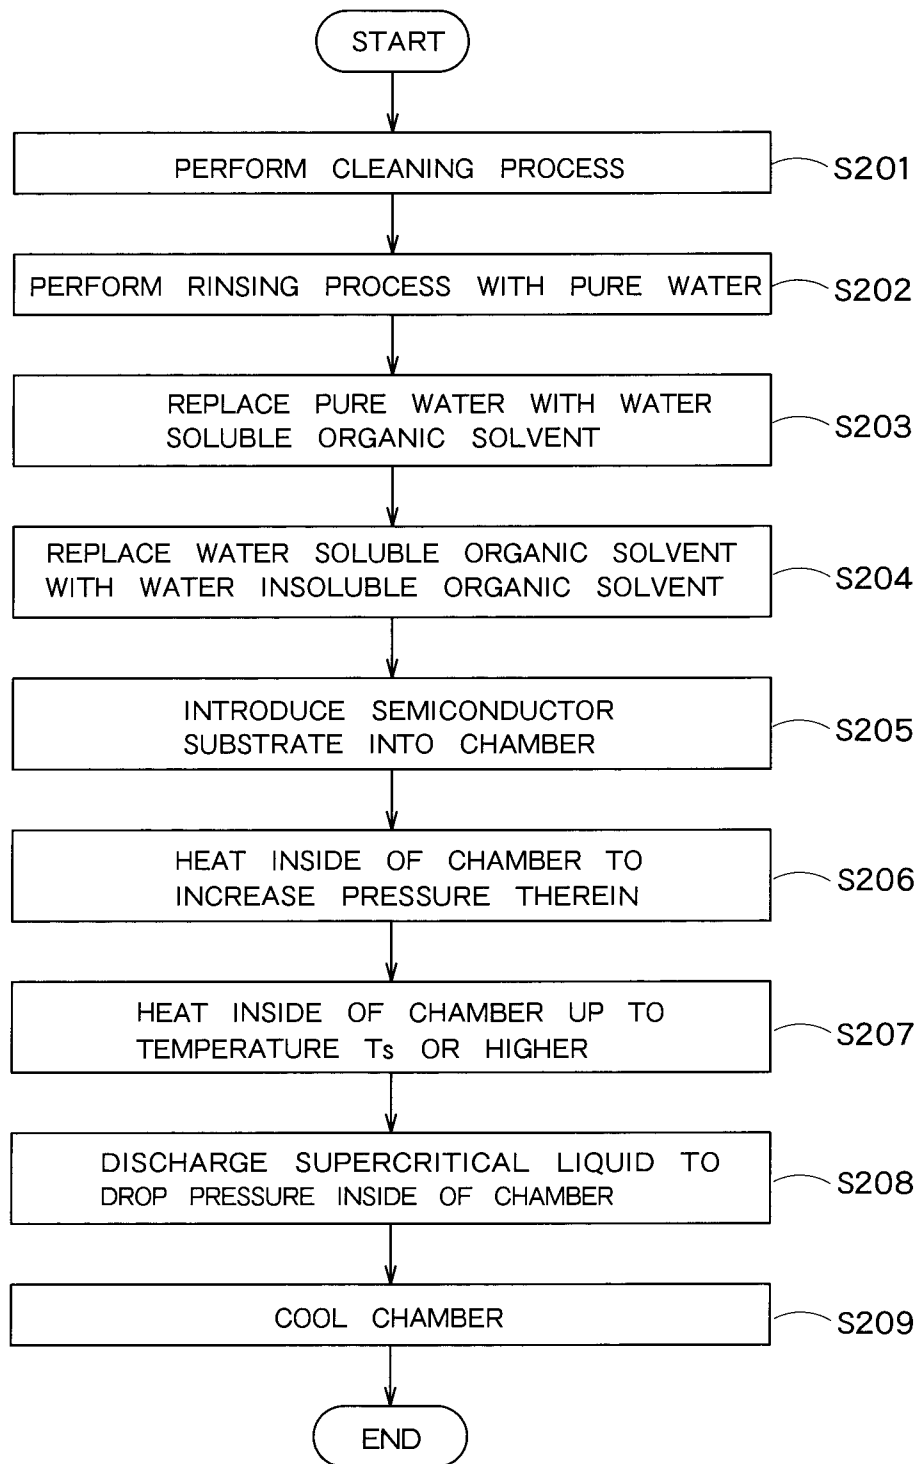 START
PERFORM CLEANING PROCESS
S201
PERFORM RINSING PROCESS WITH PURE WATER
S202
REPLACE PURE WATER WITH WATER
SOLUBLE ORGANIC SOLVENT
S203
REPLACE WATER SOLUBLE ORGANIC SOLVENT
WITH WATER INSOLUBLE ORGANIC SOLVENT
S204
INTRODUCE SEMICONDUCTOR
SUBSTRATE INTO CHAMBER
S205
HEAT INSIDE OF CHAMBER TO
INCREASE PRESSURE THEREIN
S206
HEAT INSIDE OF CHAMBER UP TO
TEMPERATURE Ts OR HIGHER
S207
DISCHARGE SUPERCRITICAL LIQUID TO
DROP PRESSURE INSIDE OF CHAMBER
S208
COOL CHAMBER
S209
END